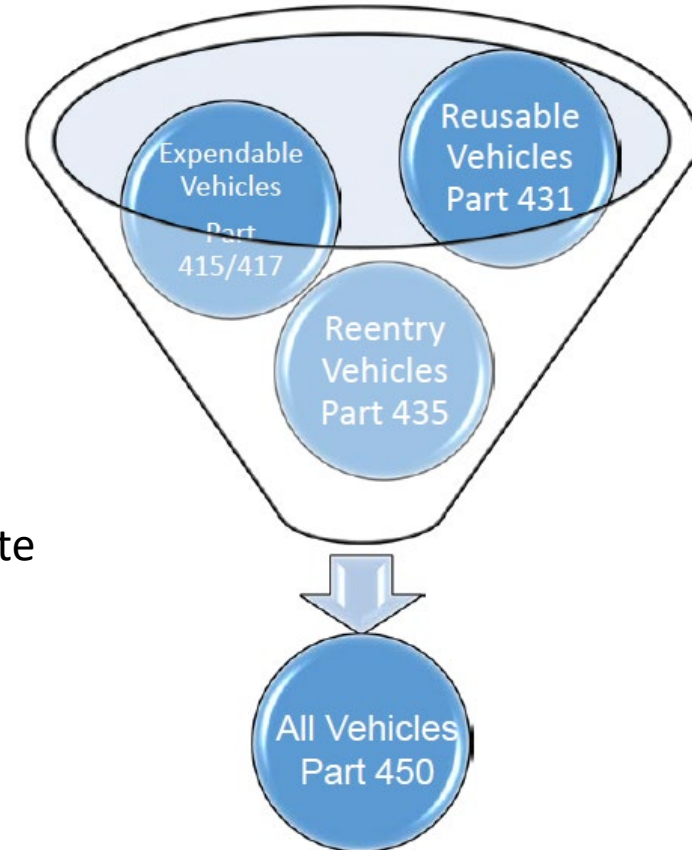 Reusable
Vehicles
Part 431
Expendable
Vehicles
Part
415/417
Reentry
Vehicles
Part 435
te
All Vehicles
Part 450